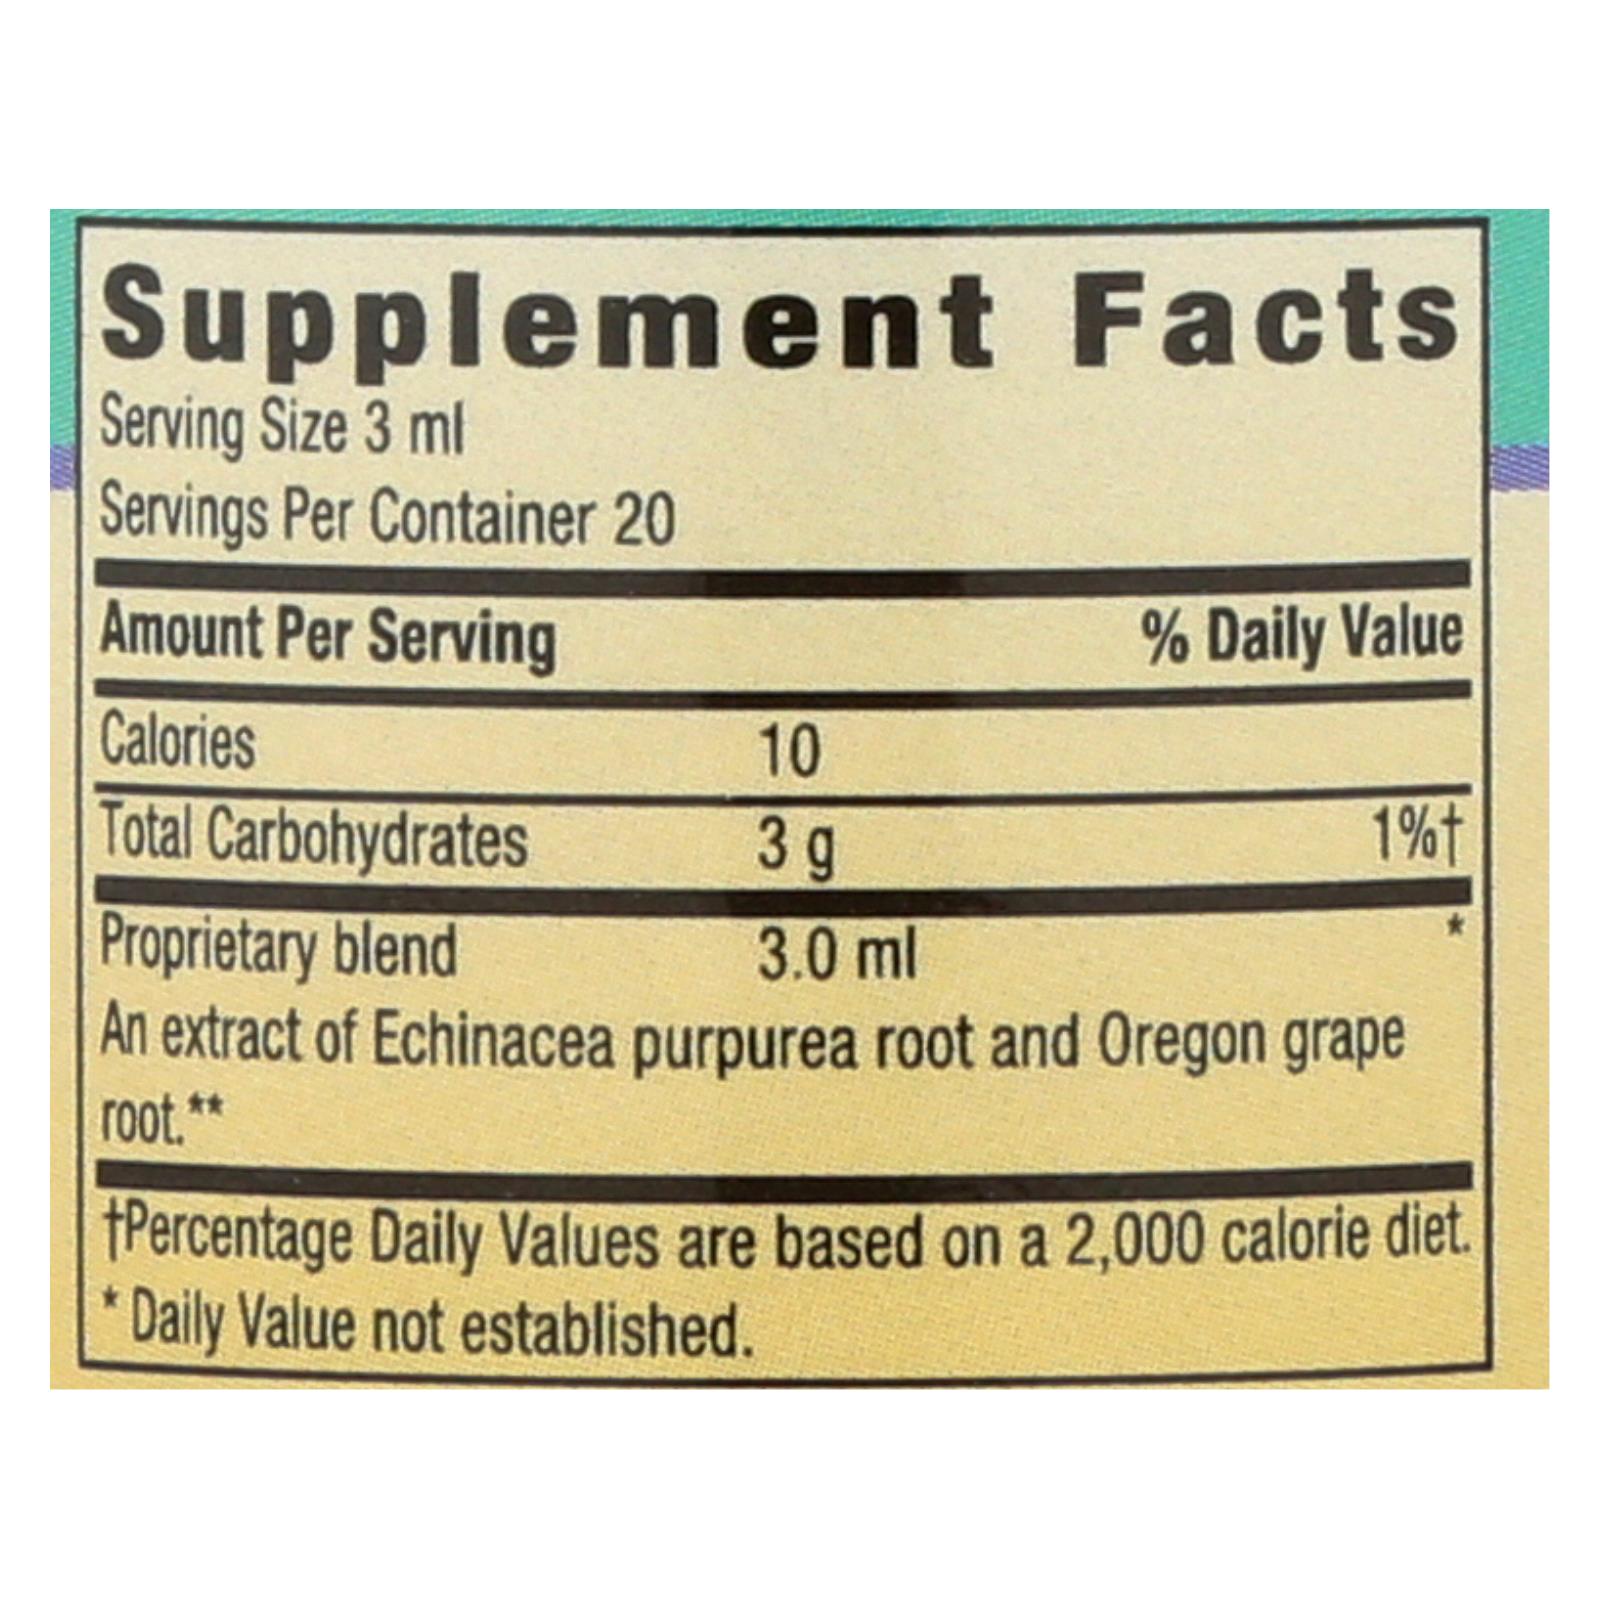 Supplement Facts
Serving Size 3 ml
Servings Per Container 20
Amount Per Serving % Daily Value
Calories 10
Total Carbohydrates 3 g 1%†
Proprietary blend 3.0 ml *
An extract of Echinacea purpurea root and Oregon grape
root.**
†Percentage Daily Values are based on a 2,000 calorie diet.
* Daily Value not established.